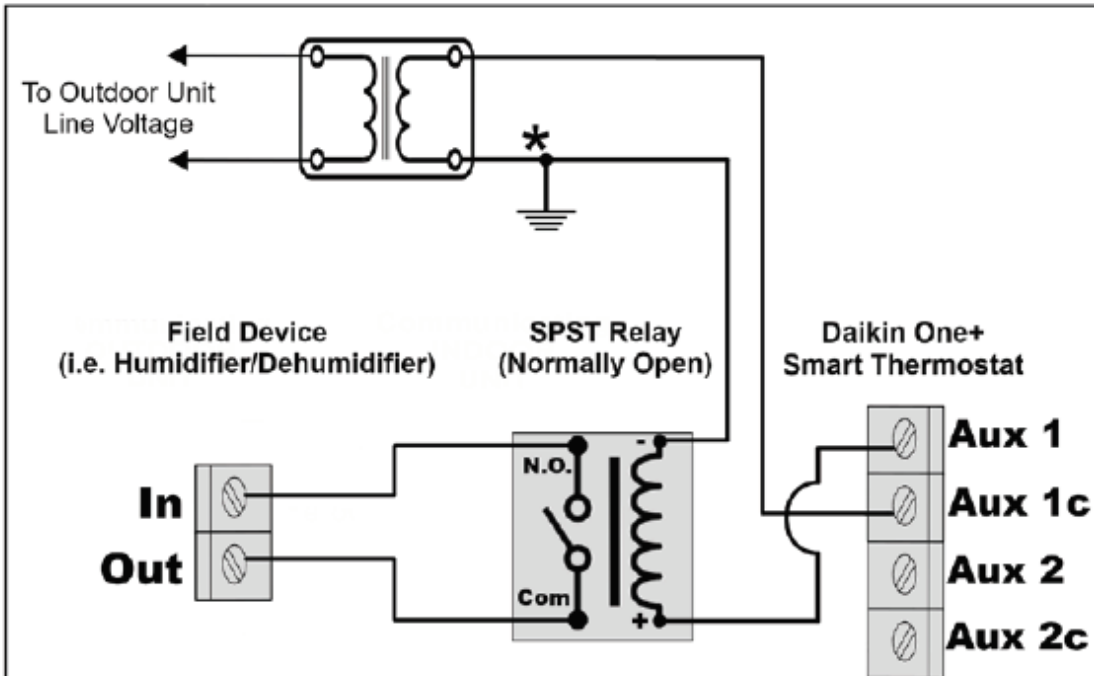 To Outdoor Unit
Line Voltage
*
Field Device
(i.e. Humidifier/Dehumidifier)
SPST Relay
(Normally Open)
Daikin One+
Smart Thermostat
In
Out
N.O.
Com
-
+
Aux 1
Aux 1c
Aux 2
Aux 2c